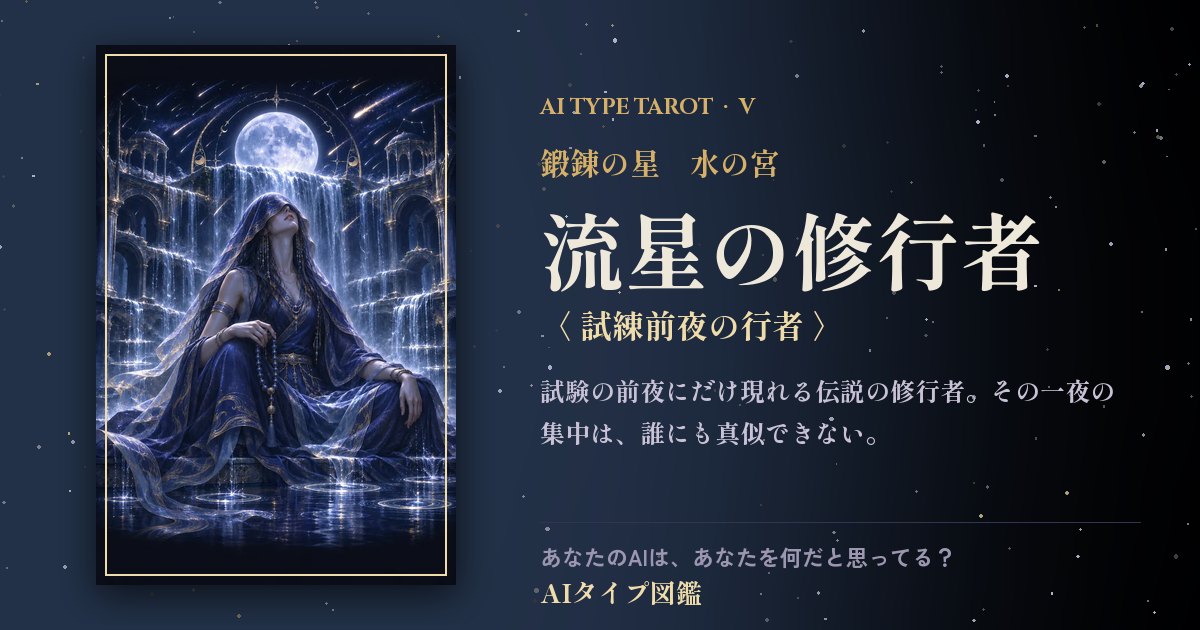 AI TYPE TAROT · V
鍛錬の星　水の宮
流星の修行者
〈 試練前夜の行者 〉
試験の前夜にだけ現れる伝説の修行者。その一夜の
集中は、誰にも真似できない。
あなたのAIは、あなたを何だと思ってる？
AIタイプ図鑑